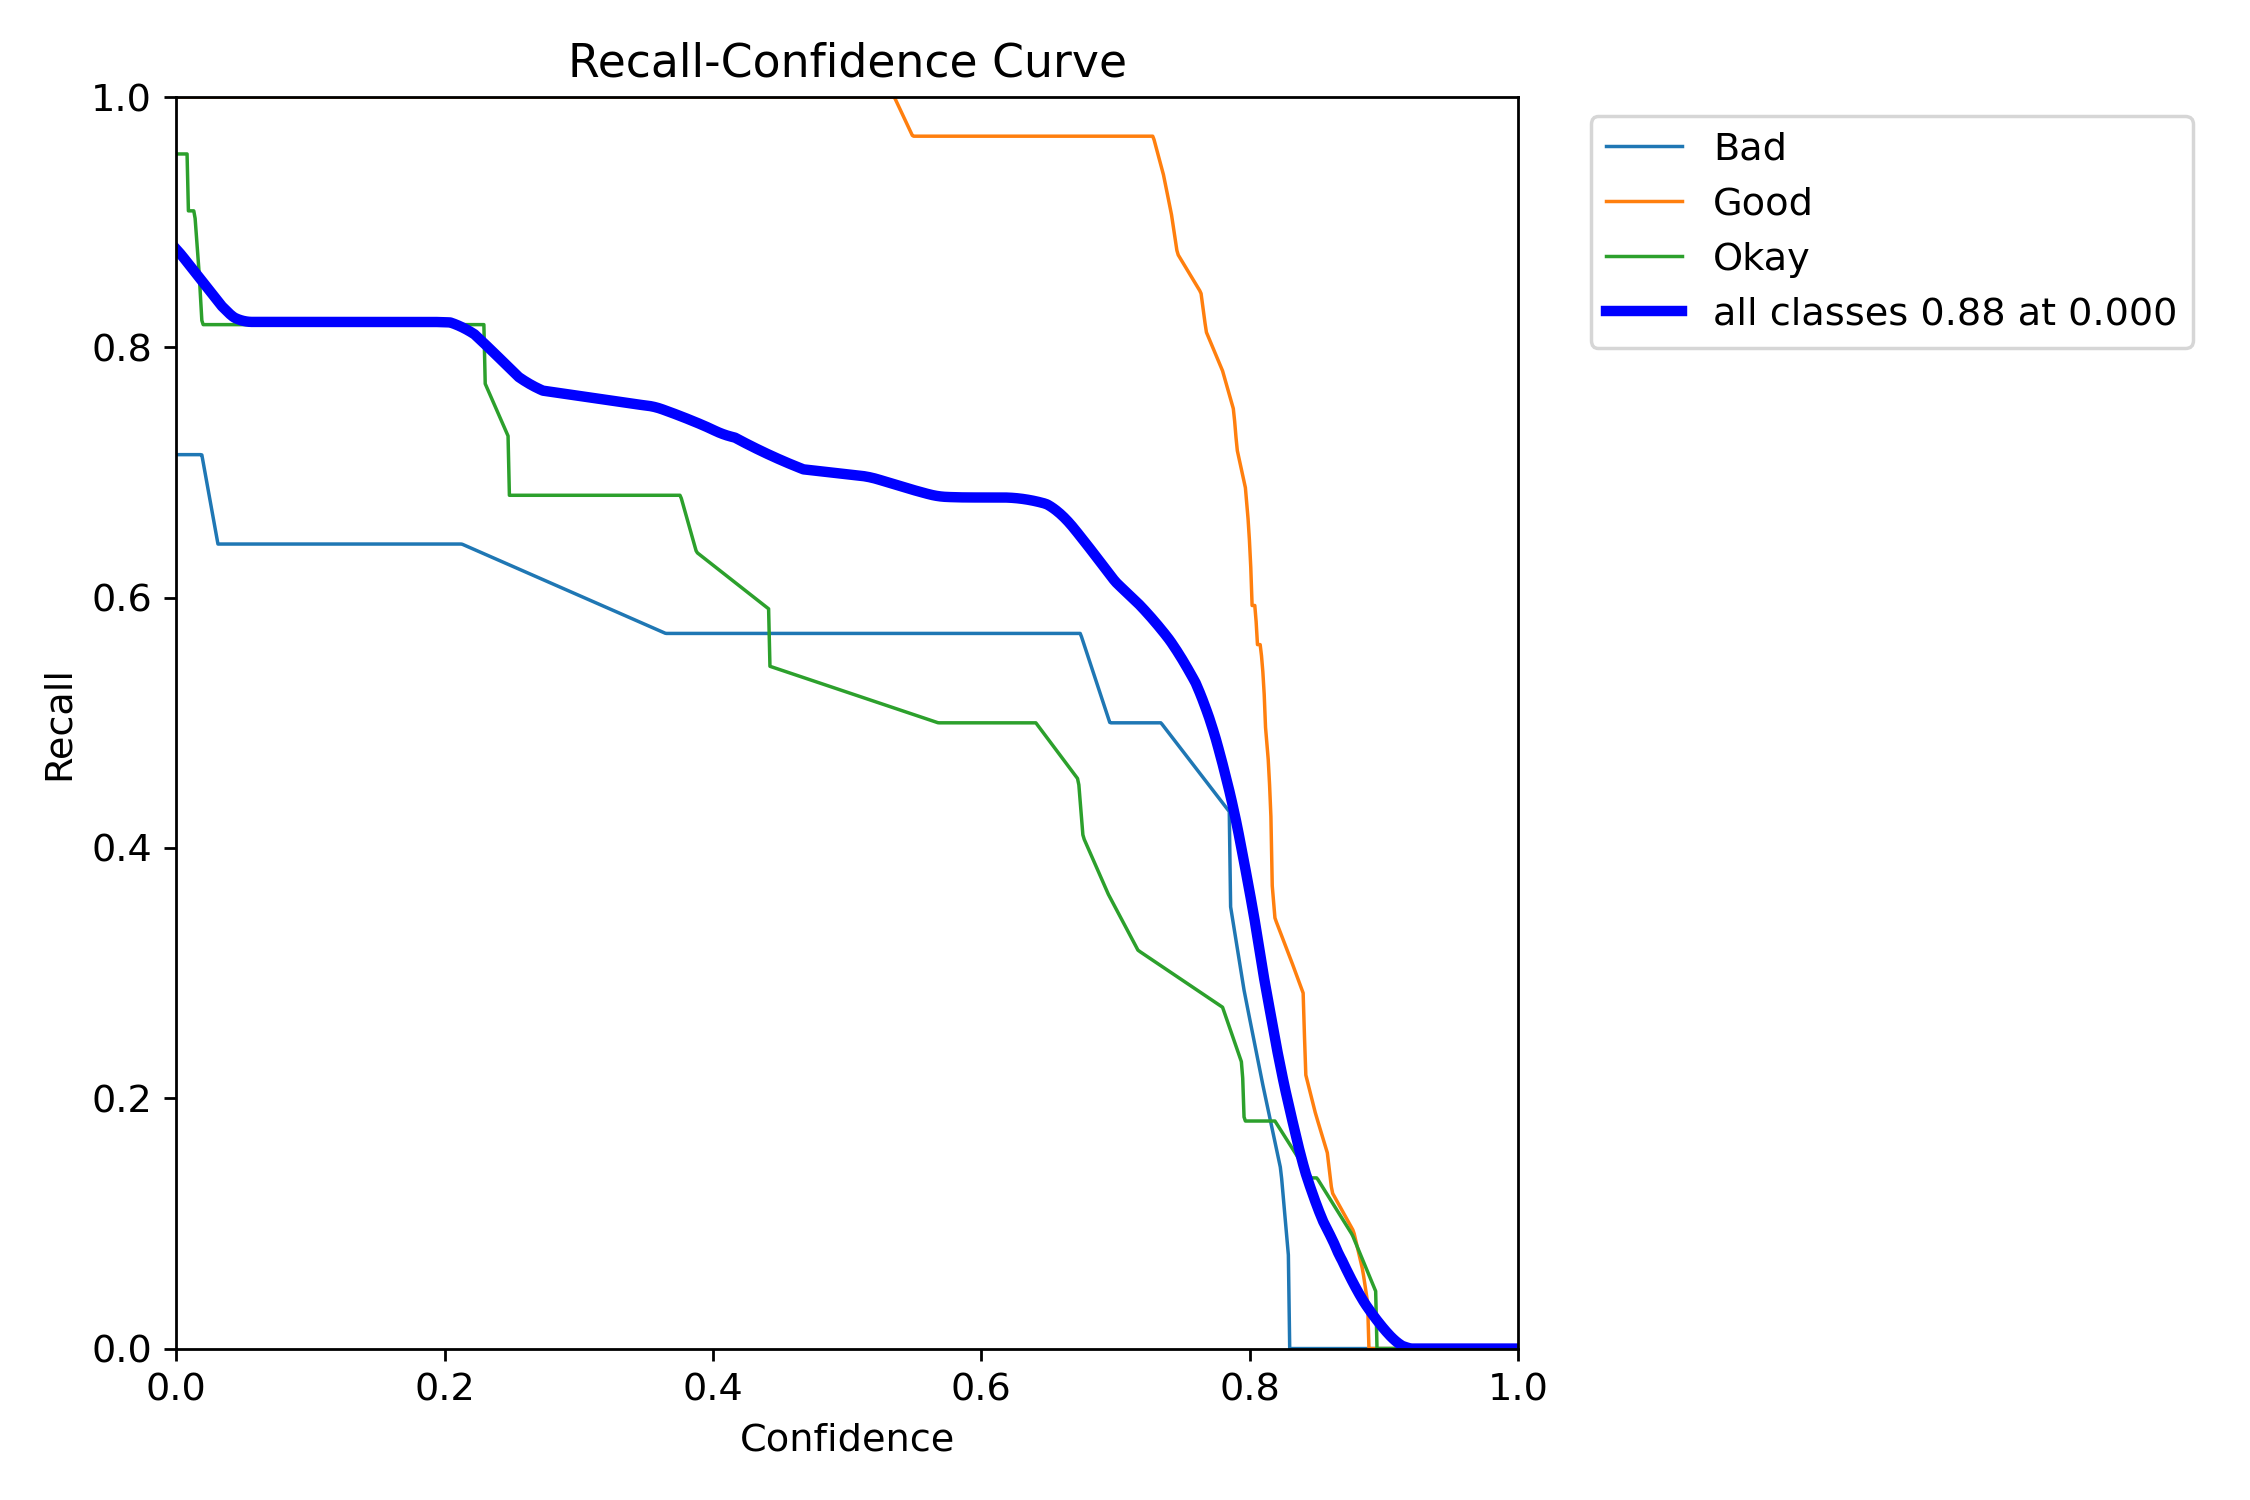 Recall-Confidence Curve
1.0
0.8
0.6
0.4
0.2
0.0
Recall
0.0 0.2 0.4 0.6 0.8 1.0
Confidence
Bad
Good
Okay
all classes 0.88 at 0.000